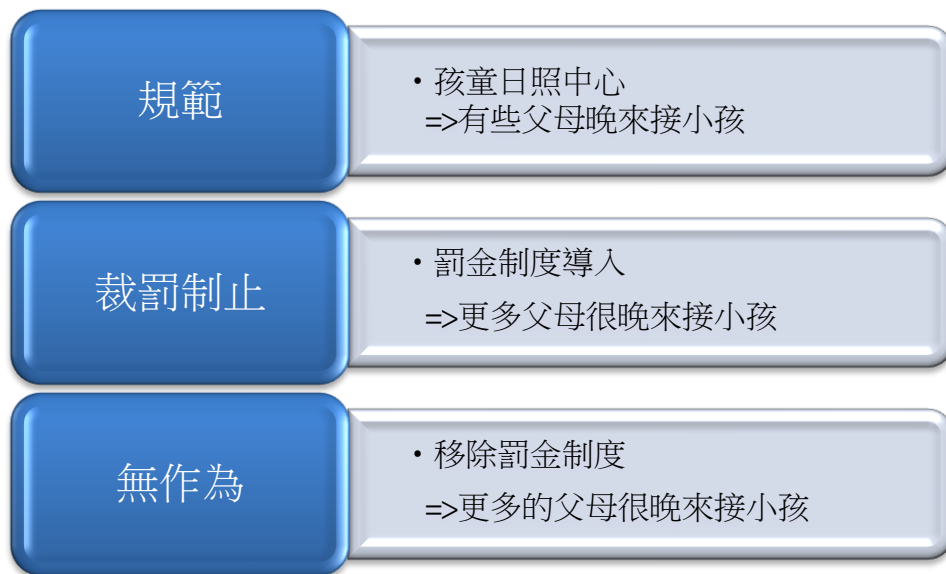 規範
・孩童日照中心
=>有些父母晚來接小孩
裁罰制止
・罰金制度導入
=>更多父母很晚來接小孩
無作為
・移除罰金制度
=>更多的父母很晚來接小孩